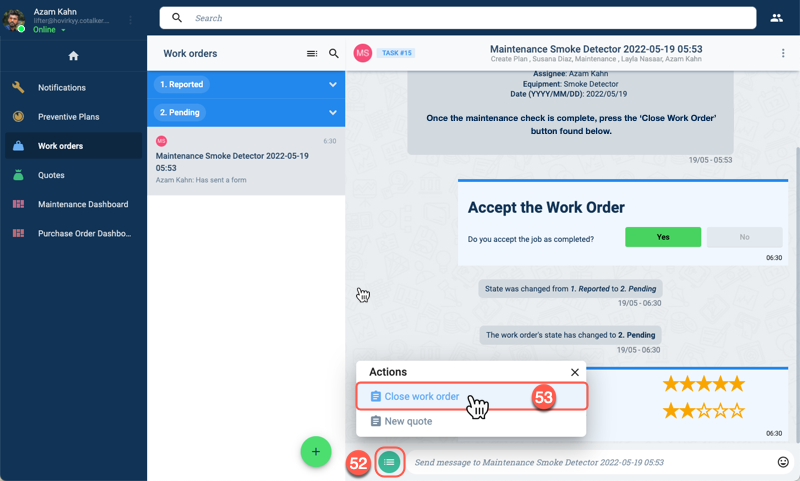 Azam Kahn
lifter@hovirkyy.cotalker....
Online
Search
Notifications
Preventive Plans
Work orders
Quotes
Maintenance Dashboard
Purchase Order Dashbo...
Work orders
1. Reported
2. Pending
MS
6:30
Maintenance Smoke Detector 2022-05-19
05:53
Azam Kahn: Has sent a form
+
MS
TASK #15
Maintenance Smoke Detector 2022-05-19 05:53
Create Plan , Susana Diaz, Maintenance , Layla Nasaar, Azam Kahn
Assignee: Azam Kahn
Equipment: Smoke Detector
Date (YYYY/MM/DD): 2022/05/19
Once the maintenance check is complete, press the 'Close Work Order'
button found below.
19/05 - 05:53
Accept the Work Order
Do you accept the job as completed?
Yes
No
06:30
State was changed from 1. Reported to 2. Pending
19/05 - 06:30
The work order's state has changed to 2. Pending
19/05 - 06:30
Actions
Close work order
53
New quote
06:30
52
Send message to Maintenance Smoke Detector 2022-05-19 05:53